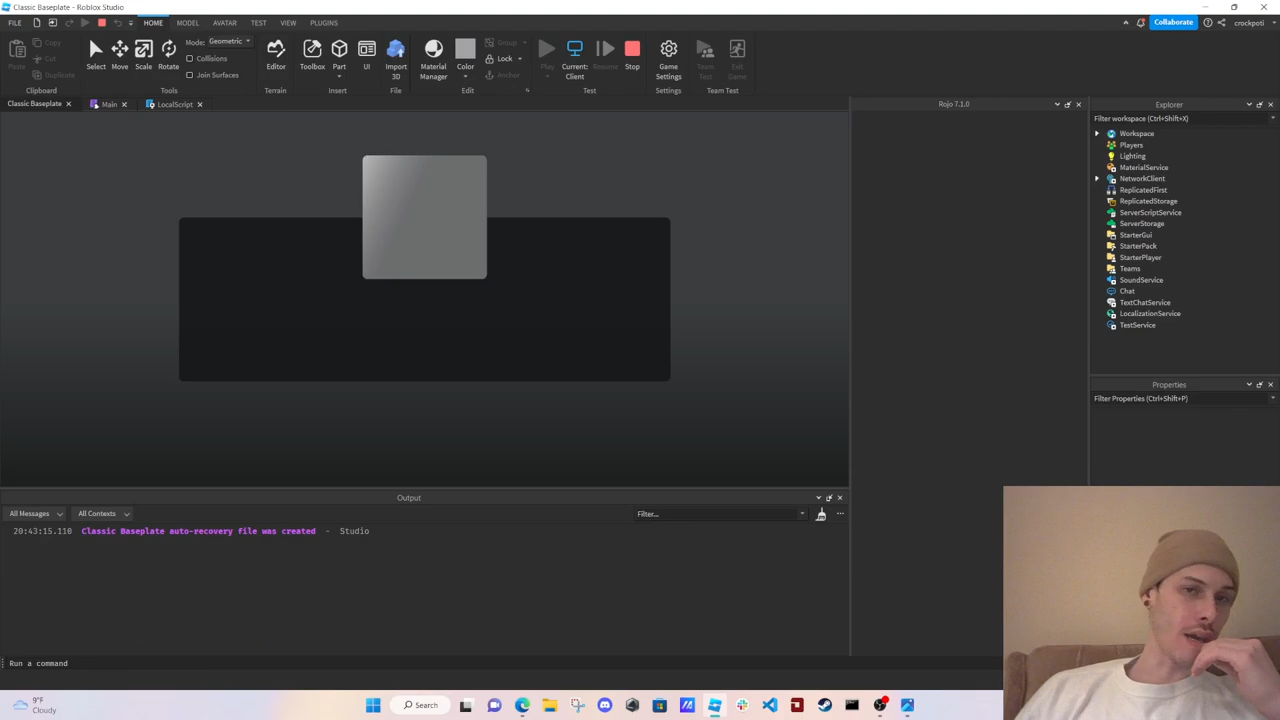 Classic Baseplate - Roblox Studio
FILE HOME MODEL AVATAR TEST VIEW PLUGINS Collaborate crockpoti
Paste Copy Cut Duplicate Clipboard
Select Move Scale Rotate Mode: Geometric Collisions Join Surfaces Tools
Editor Terrain
Toolbox Part UI Insert
Import 3D File
Material Manager Color Group Lock Anchor Edit
Play Current: Client Resume Stop Test
Game Settings Settings
Team Test Exit Game Team Test
Classic Baseplate Main LocalScript
Rojo 7.1.0
Explorer
Filter workspace (Ctrl+Shift+X)
Workspace
Players
Lighting
MaterialService
NetworkClient
ReplicatedFirst
ReplicatedStorage
ServerScriptService
ServerStorage
StarterGui
StarterPack
StarterPlayer
Teams
SoundService
Chat
TextChatService
LocalizationService
TestService
Properties
Filter Properties (Ctrl+Shift+P)
Output
All Messages All Contexts Filter...
20:43:15.110 Classic Baseplate auto-recovery file was created - Studio
Run a command
9°F
Cloudy
Search